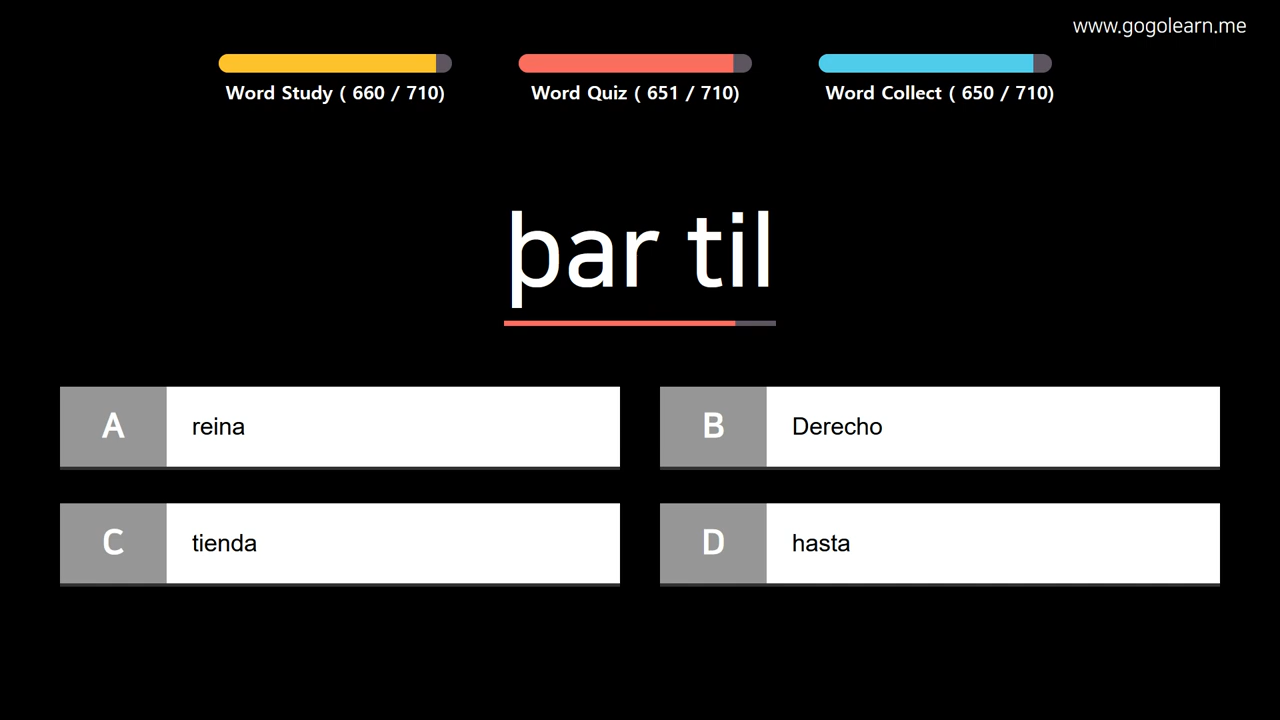 www.gogolearn.me
Word Study ( 660 / 710)
Word Quiz ( 651 / 710)
Word Collect ( 650 / 710)
þar til
A reina
B Derecho
C tienda
D hasta